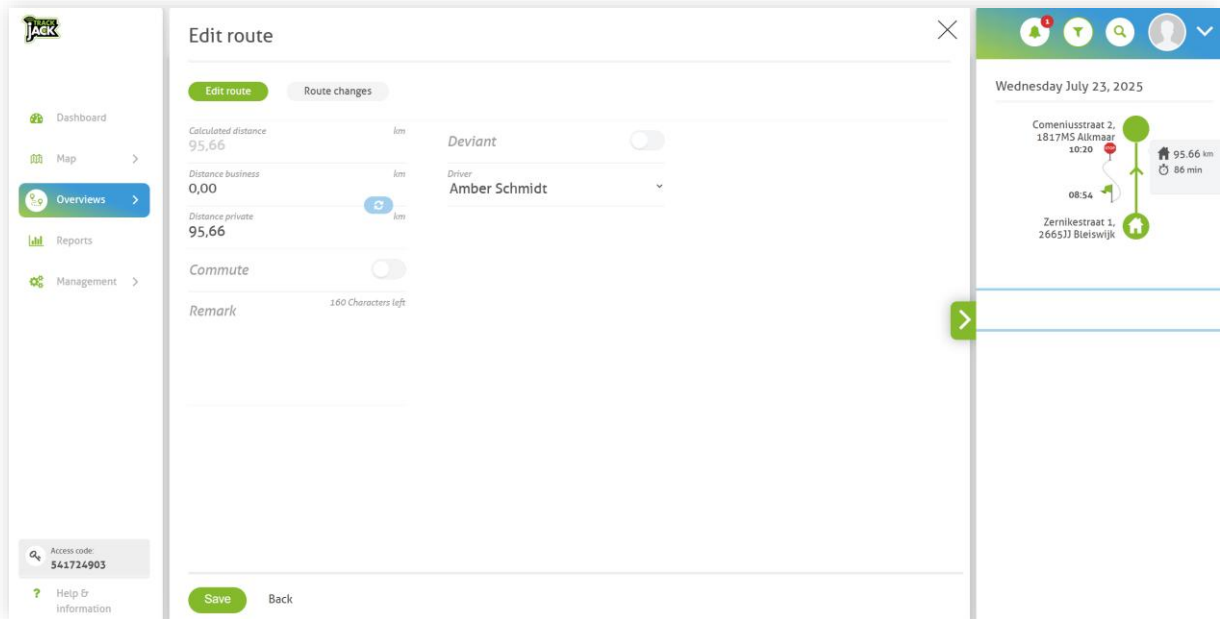 TRACK
JACK
Dashboard
Map
Overviews
Reports
Management
Access code:
541724903
?
Help &
information
Edit route
Edit route
Route changes
Calculated distance
km
95,66
Distance business
km
0,00
Distance private
km
95,66
Commute
Remark
160 Characters left
Deviant
Driver
Amber Schmidt
Save
Back
1
Wednesday July 23, 2025
Comeniusstraat 2,
1817MS Alkmaar
10:20
STOP
08:54
Zernikestraat 1,
2665JJ Bleiswijk
95.66 km
86 min